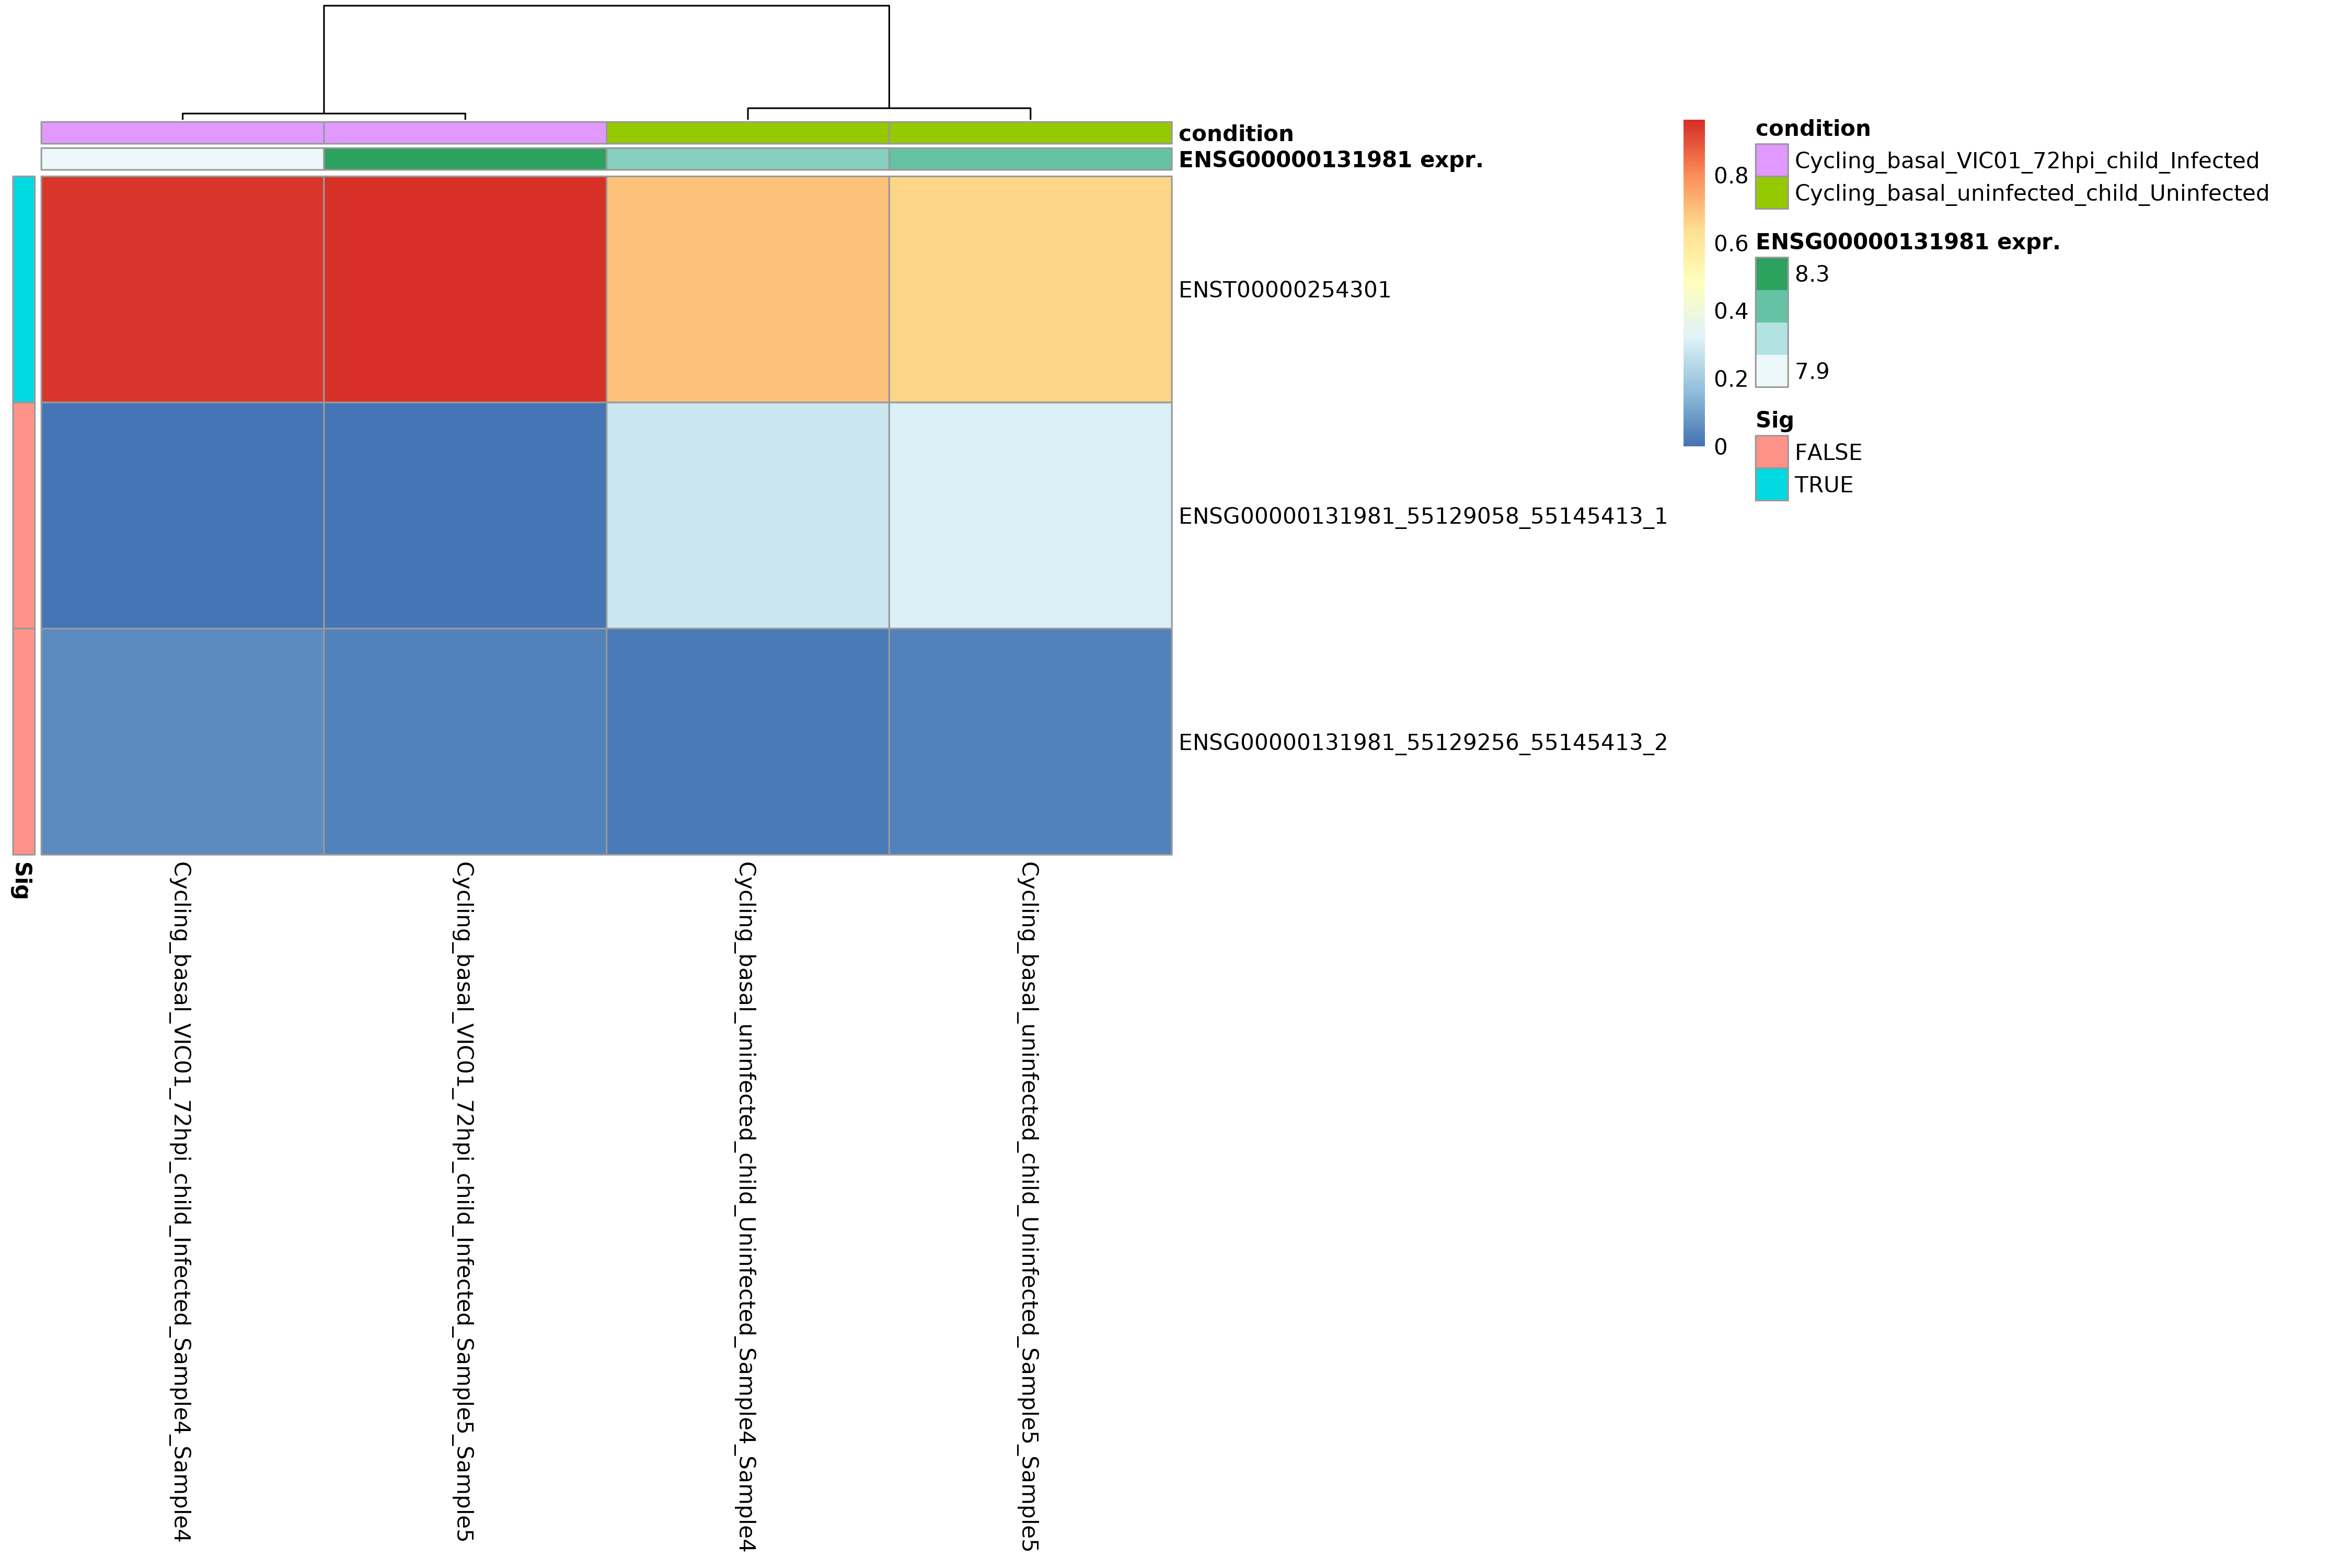 condition
ENSG00000131981 expr.
ENST00000254301
ENSG00000131981_55129058_55145413_1
ENSG00000131981_55129256_55145413_2
Sig
Cycling_basal_VIC01_72hpi_child_Infected_Sample4_Sample4
Cycling_basal_VIC01_72hpi_child_Infected_Sample5_Sample5
Cycling_basal_uninfected_child_Uninfected_Sample4_Sample4
Cycling_basal_uninfected_child_Uninfected_Sample5_Sample5
0.8
0.6
0.4
0.2
0
condition
Cycling_basal_VIC01_72hpi_child_Infected
Cycling_basal_uninfected_child_Uninfected
ENSG00000131981 expr.
8.3
7.9
Sig
FALSE
TRUE